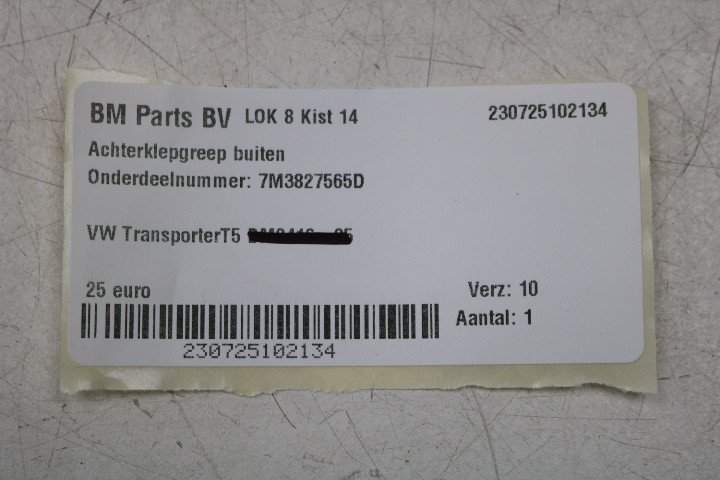 BM Parts BV LOK 8 Kist 14 230725102134
Achterklepgreep buiten
Onderdeelnummer: 7M3827565D
VW TransporterT5
25 euro Verz: 10
Aantal: 1
230725102134